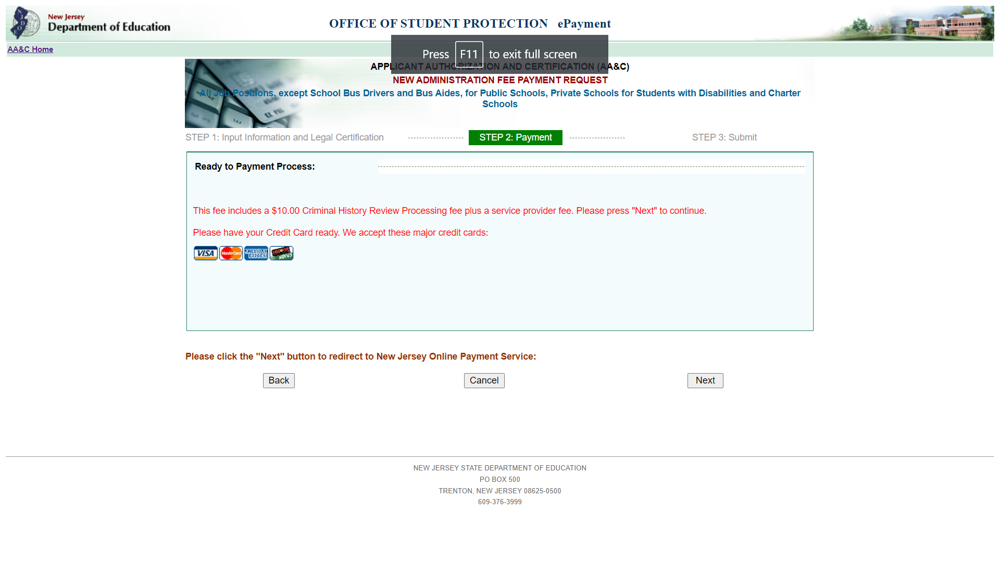 New Jersey
Department of Education
OFFICE OF STUDENT PROTECTION ePayment
AA&C Home
Press F11 to exit full screen
APPLICANT AUTHORIZATION AND CERTIFICATION (AA&C)
NEW ADMINISTRATION FEE PAYMENT REQUEST
All Job Positions, except School Bus Drivers and Bus Aides, for Public Schools, Private Schools for Students with Disabilities and Charter
Schools
STEP 1: Input Information and Legal Certification
STEP 2: Payment
STEP 3: Submit
Ready to Payment Process:
This fee includes a $10.00 Criminal History Review Processing fee plus a service provider fee. Please press "Next" to continue.
Please have your Credit Card ready. We accept these major credit cards:
VISA MasterCard AMERICAN EXPRESS DISCOVER NOVUS
Please click the "Next" button to redirect to New Jersey Online Payment Service:
Back
Cancel
Next
NEW JERSEY STATE DEPARTMENT OF EDUCATION
PO BOX 500
TRENTON, NEW JERSEY 08625-0500
609-376-3999